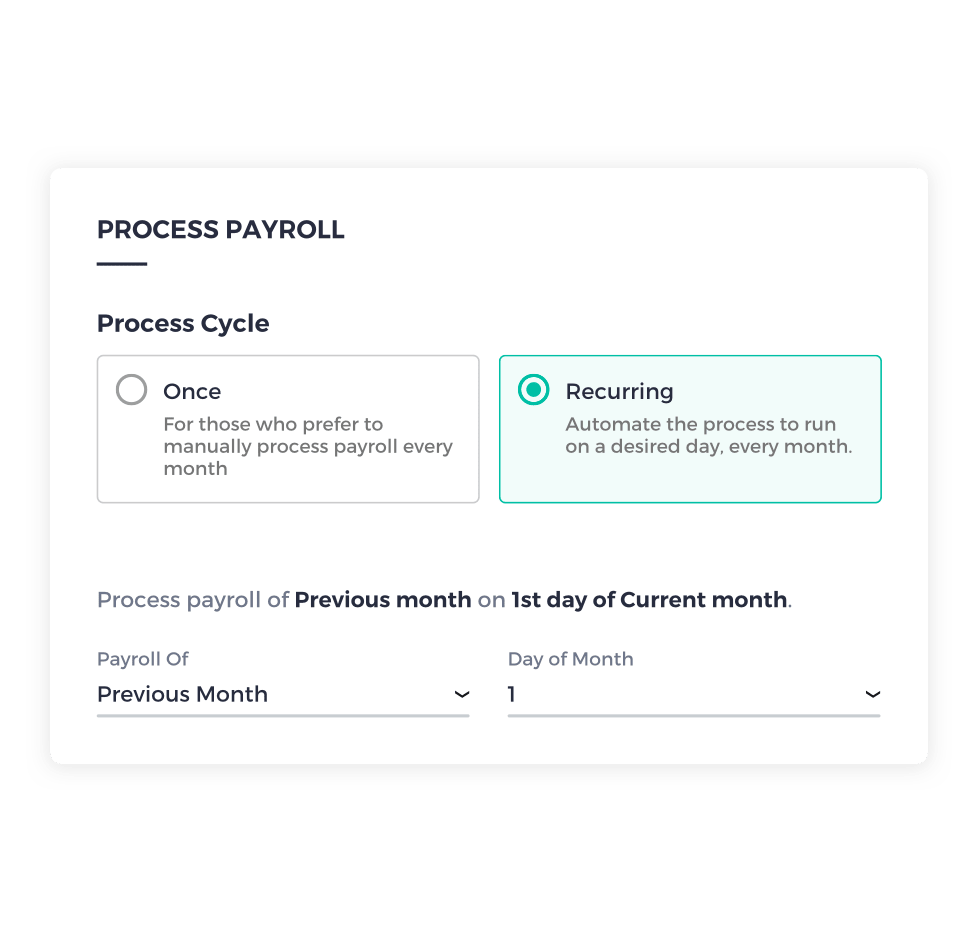 PROCESS PAYROLL
Process Cycle
Once
For those who prefer to
manually process payroll every
month
Recurring
Automate the process to run
on a desired day, every month.
Process payroll of Previous month on 1st day of Current month.
Payroll Of
Previous Month
Day of Month
1